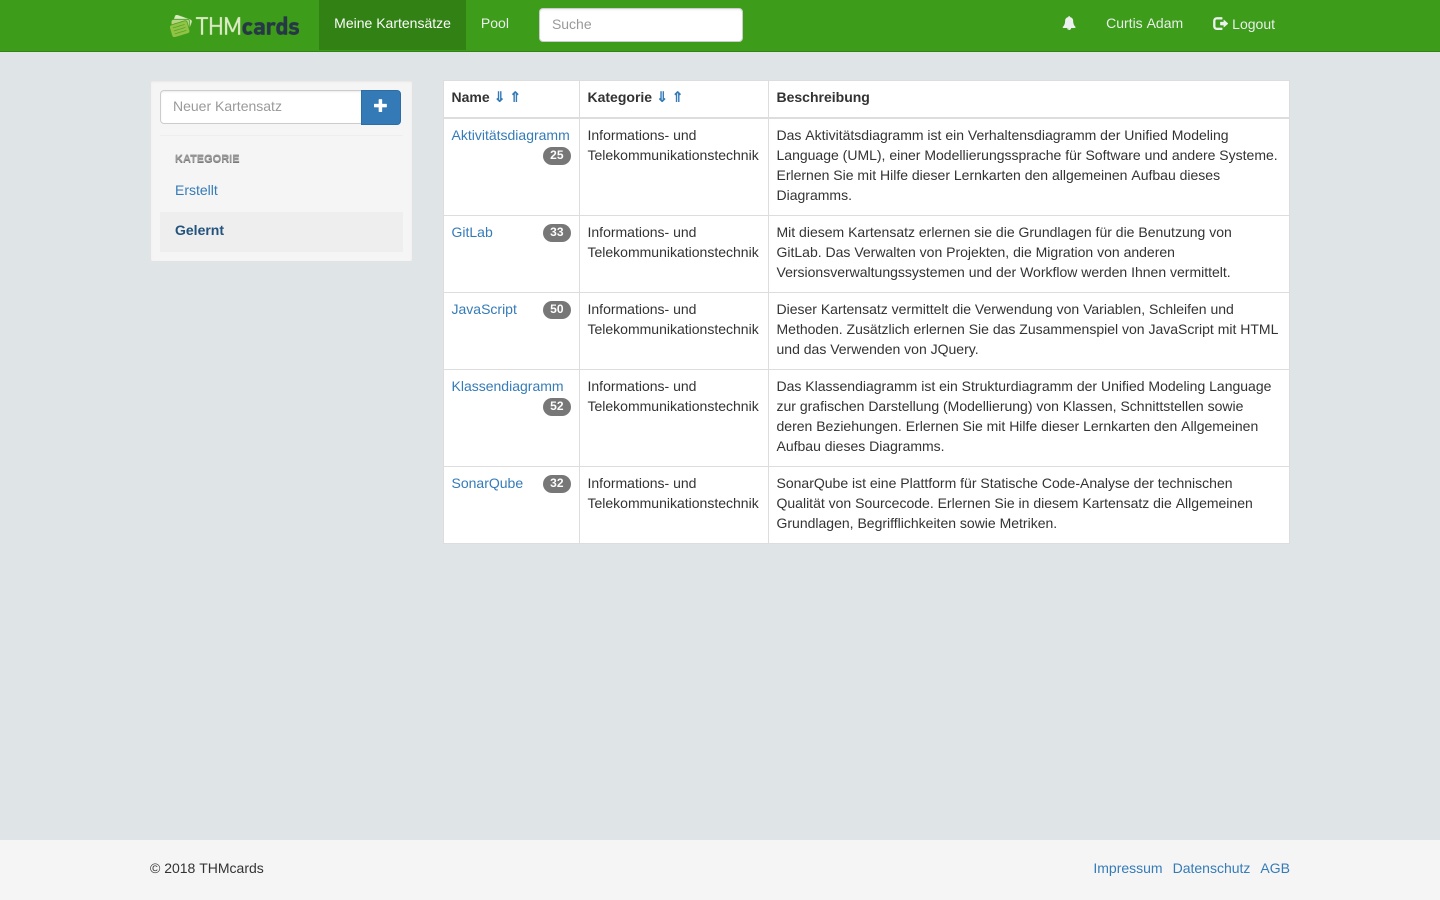 THMcards Meine Kartensätze Pool Suche Curtis Adam Logout
Neuer Kartensatz
KATEGORIE
Erstellt
Gelernt
Name ⇓ ⇑ Kategorie ⇓ ⇑ Beschreibung
Aktivitätsdiagramm Informations- und Das Aktivitätsdiagramm ist ein Verhaltensdiagramm der Unified Modeling
25 Telekommunikationstechnik Language (UML), einer Modellierungssprache für Software und andere Systeme.
Erlernen Sie mit Hilfe dieser Lernkarten den allgemeinen Aufbau dieses
Diagramms.
GitLab 33 Informations- und Mit diesem Kartensatz erlernen sie die Grundlagen für die Benutzung von
Telekommunikationstechnik GitLab. Das Verwalten von Projekten, die Migration von anderen
Versionsverwaltungssystemen und der Workflow werden Ihnen vermittelt.
JavaScript 50 Informations- und Dieser Kartensatz vermittelt die Verwendung von Variablen, Schleifen und
Telekommunikationstechnik Methoden. Zusätzlich erlernen Sie das Zusammenspiel von JavaScript mit HTML
und das Verwenden von JQuery.
Klassendiagramm Informations- und Das Klassendiagramm ist ein Strukturdiagramm der Unified Modeling Language
52 Telekommunikationstechnik zur grafischen Darstellung (Modellierung) von Klassen, Schnittstellen sowie
deren Beziehungen. Erlernen Sie mit Hilfe dieser Lernkarten den Allgemeinen
Aufbau dieses Diagramms.
SonarQube 32 Informations- und SonarQube ist eine Plattform für Statische Code-Analyse der technischen
Telekommunikationstechnik Qualität von Sourcecode. Erlernen Sie in diesem Kartensatz die Allgemeinen
Grundlagen, Begrifflichkeiten sowie Metriken.
© 2018 THMcards Impressum Datenschutz AGB